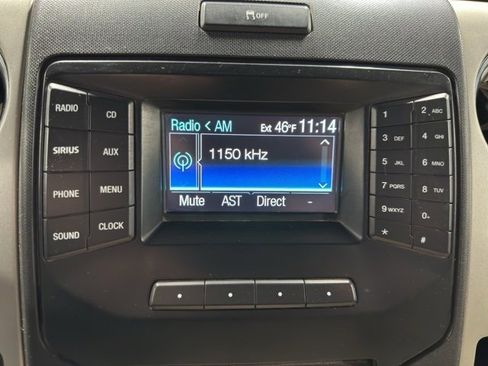 OFF
RADIO CD
SIRIUS AUX
PHONE MENU
SOUND CLOCK
Radio < AM Ext 46°F 11:14
1150 kHz
Mute AST Direct -
1 2 ABC
3 DEF 4 GHI
5 JKL 6 MNO
7 PQRS 8 TUV
9 WXYZ 0
* #